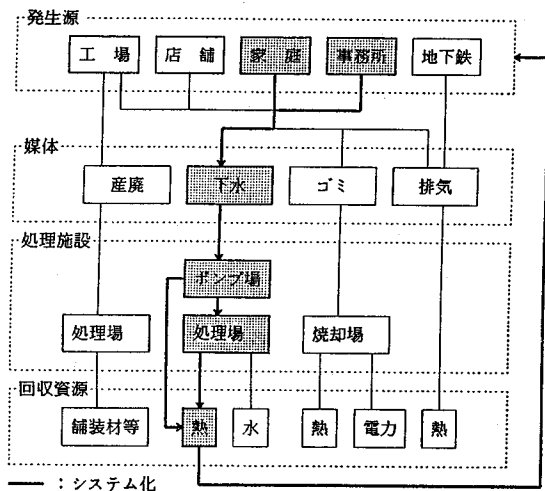 発生源
工場
店舗
家庭
事務所
地下鉄
媒体
産廃
下水
ゴミ
排気
処理施設
ポンプ場
処理場
処理場
焼却場
回収資源
舗装材等
熱
水
熱
電力
熱
：システム化